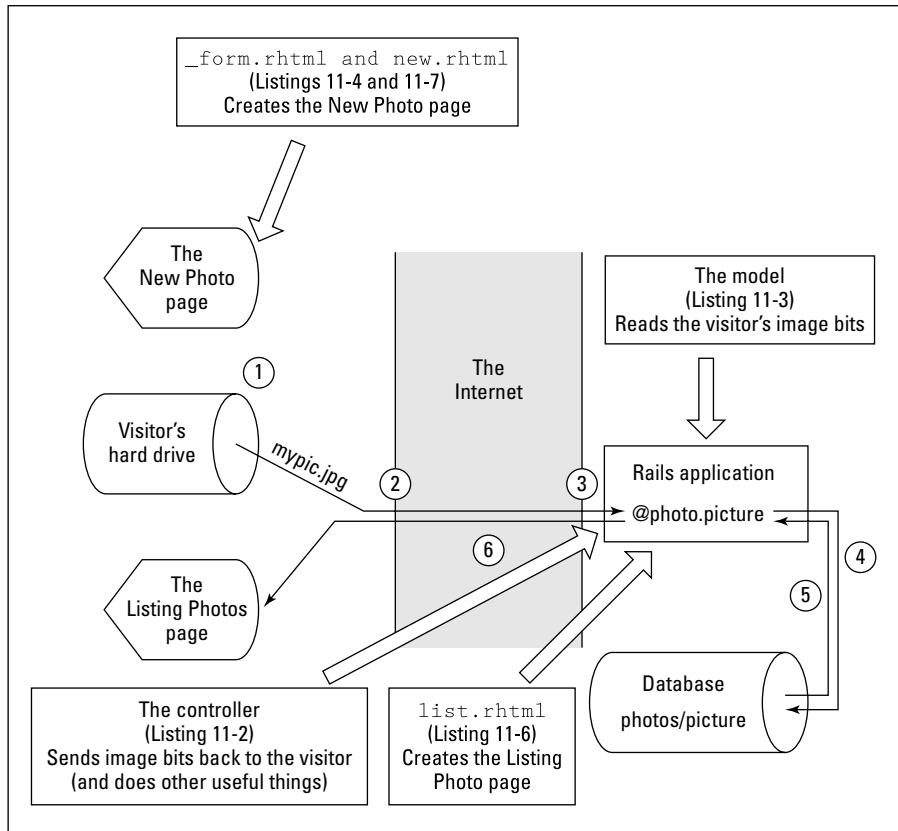 _form.rhtml and new.rhtml
(Listings 11-4 and 11-7)
Creates the New Photo page
The
New Photo
page
The model
(Listing 11-3)
Reads the visitor's image bits
The
Internet
1
Visitor's
hard drive
mypic.jpg
2
3
Rails application
@photo.picture
6
4
5
The
Listing Photos
page
Database
photos/picture
The controller
(Listing 11-2)
Sends image bits back to the visitor
(and does other useful things)
list.rhtml
(Listing 11-6)
Creates the Listing
Photo page